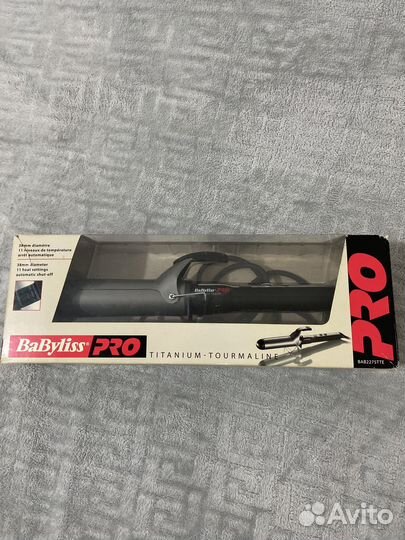 38mm diamètre
11 niveaux de température
arrêt automatique
38mm diameter
11 heat settings
automatic shut-off
BaByliss PRO
BaByliss® PRO
TITANIUM-TOURMALINE
PRO
BAB2275TTE
Avito